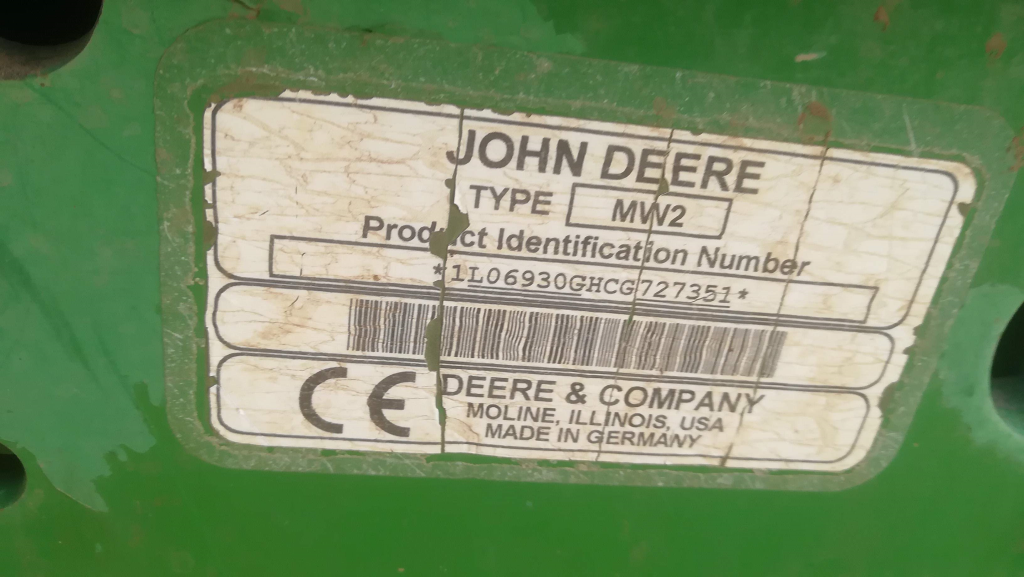 JOHN DEERE
TYPE MW2
Product Identification Number
*1L06930GHCG727351*
CE
DEERE & COMPANY
MOLINE, ILLINOIS, USA
MADE IN GERMANY